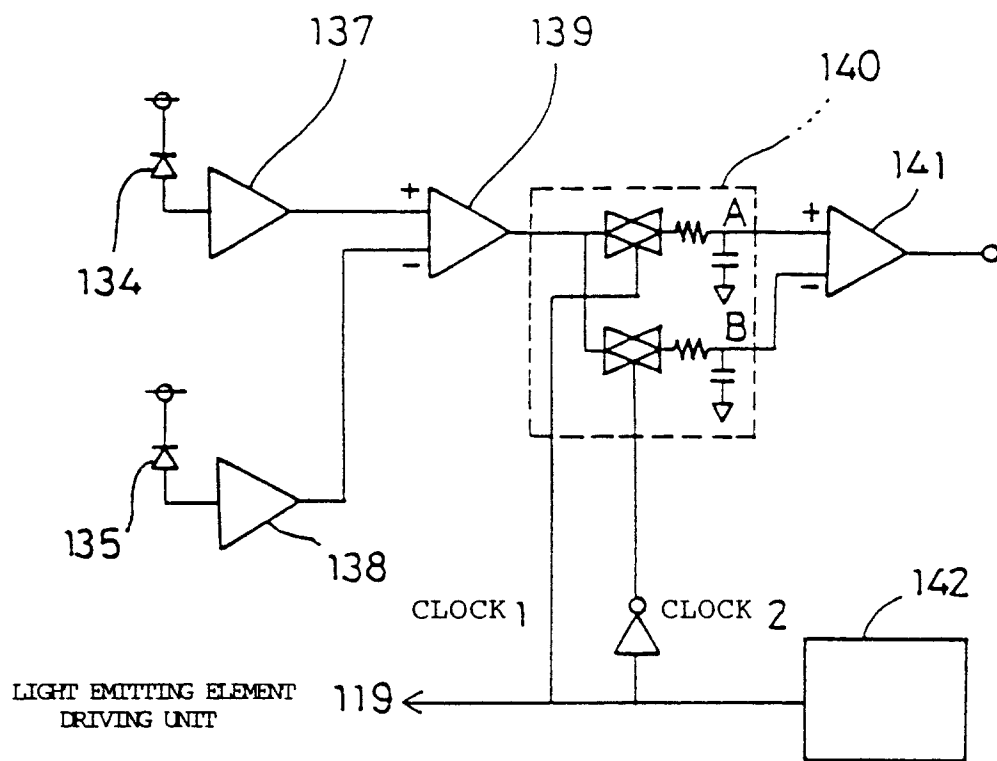 137
139
140
141
+
-
A
+
-
134
B
135
138
142
CLOCK 1
CLOCK 2
LIGHT EMITTING ELEMENT
DRIVING UNIT
119